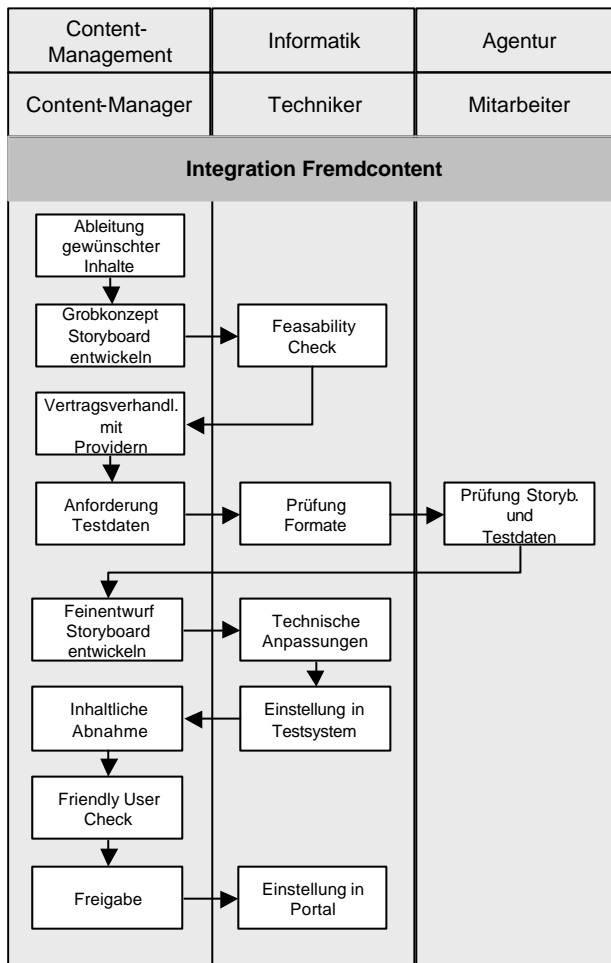 Content-
Management
Informatik
Agentur
Content-Manager
Techniker
Mitarbeiter
Integration Fremdcontent
Ableitung
gewünschter
Inhalte
Grobkonzept
Storyboard
entwickeln
Feasability
Check
Vertragsverhandl.
mit
Providern
Anforderung
Testdaten
Prüfung
Formate
Prüfung Storyb.
und
Testdaten
Feinentwurf
Storyboard
entwickeln
Technische
Anpassungen
Inhaltliche
Abnahme
Einstellung in
Testsystem
Friendly User
Check
Freigabe
Einstellung in
Portal